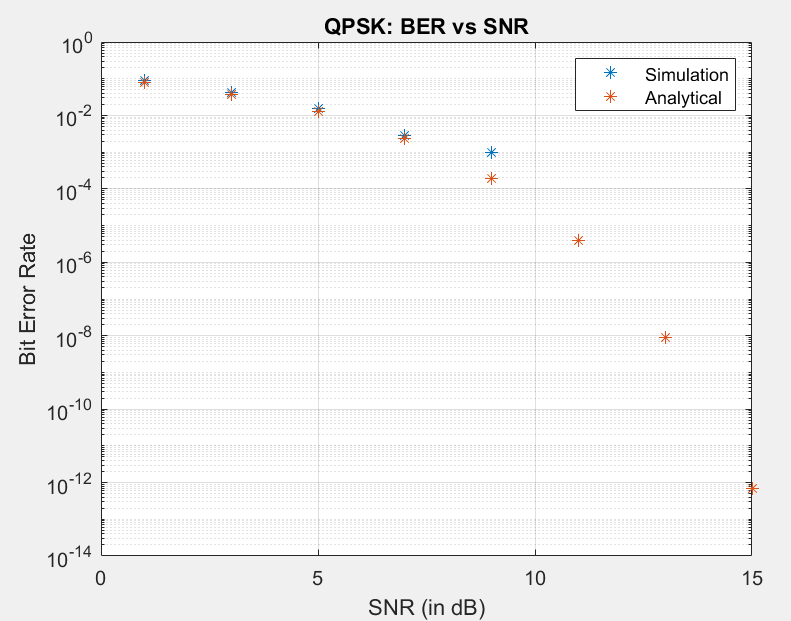 QPSK: BER vs SNR
Simulation
Analytical
10^0
10^-2
10^-4
10^-6
10^-8
10^-10
10^-12
10^-14
Bit Error Rate
0
5
10
15
SNR (in dB)